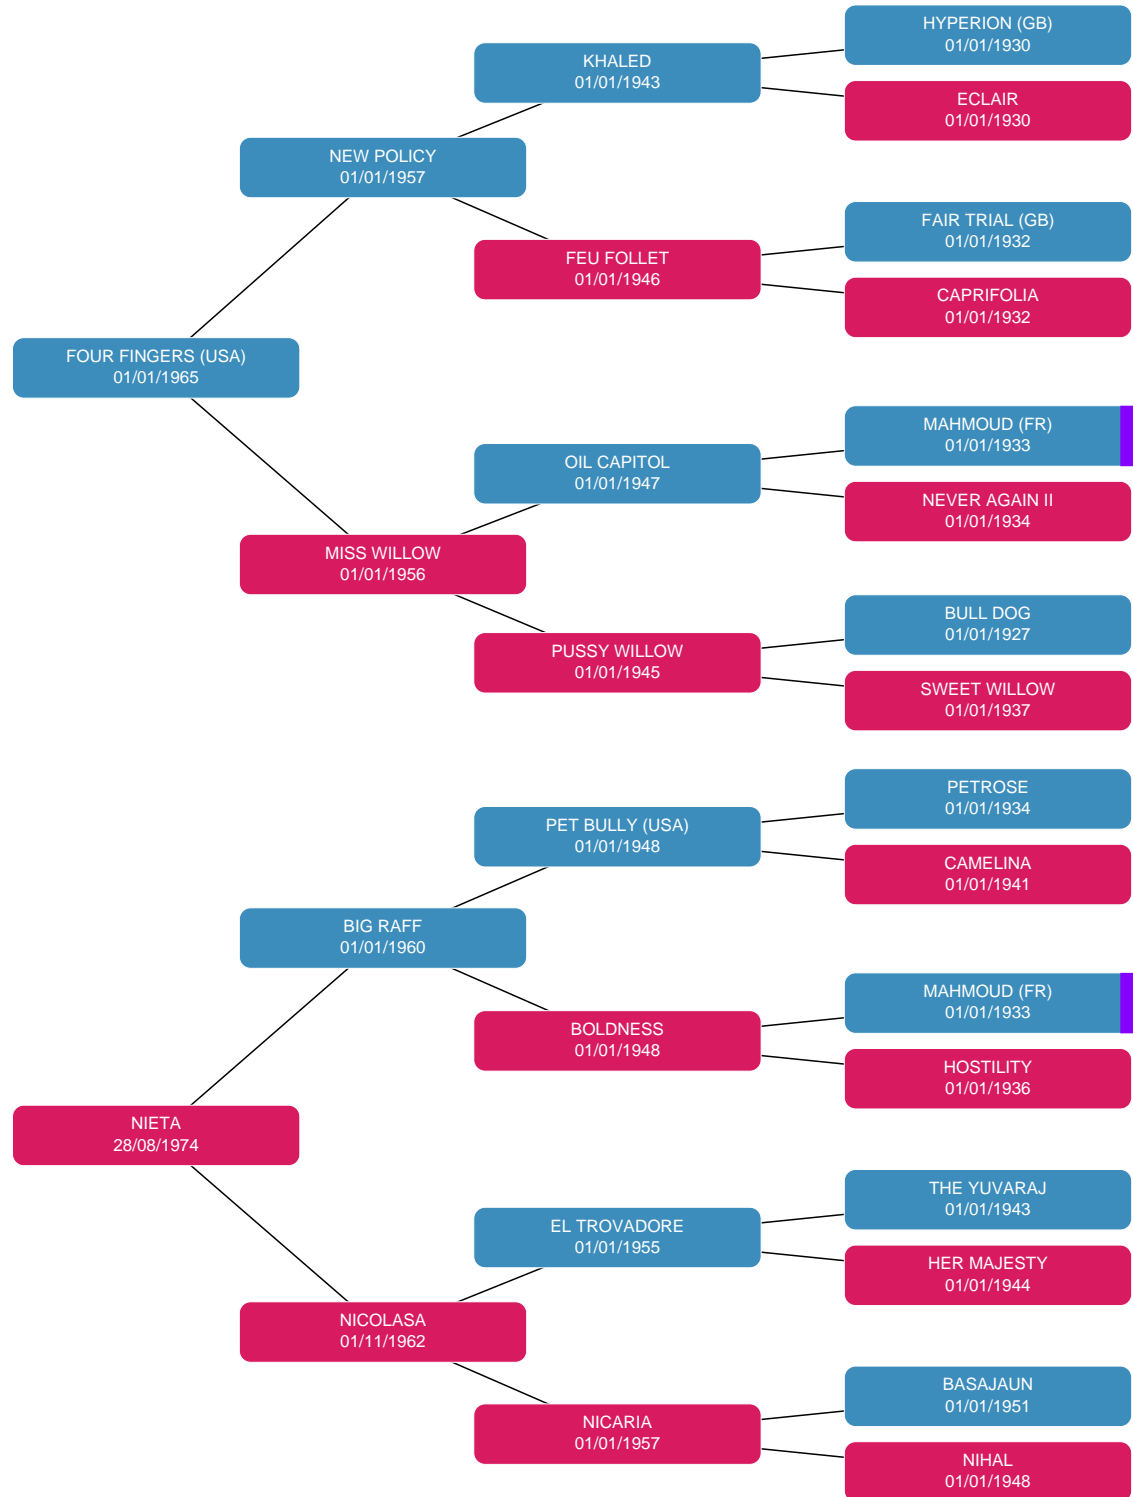 HYPERION (GB)
01/01/1930
KHALED
01/01/1943
ECLAIR
01/01/1930
NEW POLICY
01/01/1957
FAIR TRIAL (GB)
01/01/1932
FEU FOLLET
01/01/1946
CAPRIFOLIA
01/01/1932
FOUR FINGERS (USA)
01/01/1965
MAHMOUD (FR)
01/01/1933
OIL CAPITOL
01/01/1947
NEVER AGAIN II
01/01/1934
MISS WILLOW
01/01/1956
BULL DOG
01/01/1927
PUSSY WILLOW
01/01/1945
SWEET WILLOW
01/01/1937
PETROSE
01/01/1934
PET BULLY (USA)
01/01/1948
CAMELINA
01/01/1941
BIG RAFF
01/01/1960
MAHMOUD (FR)
01/01/1933
BOLDNESS
01/01/1948
HOSTILITY
01/01/1936
NIETA
28/08/1974
THE YUVARAJ
01/01/1943
EL TROVADORE
01/01/1955
HER MAJESTY
01/01/1944
NICOLASA
01/11/1962
BASAJAUN
01/01/1951
NICARIA
01/01/1957
NIHAL
01/01/1948